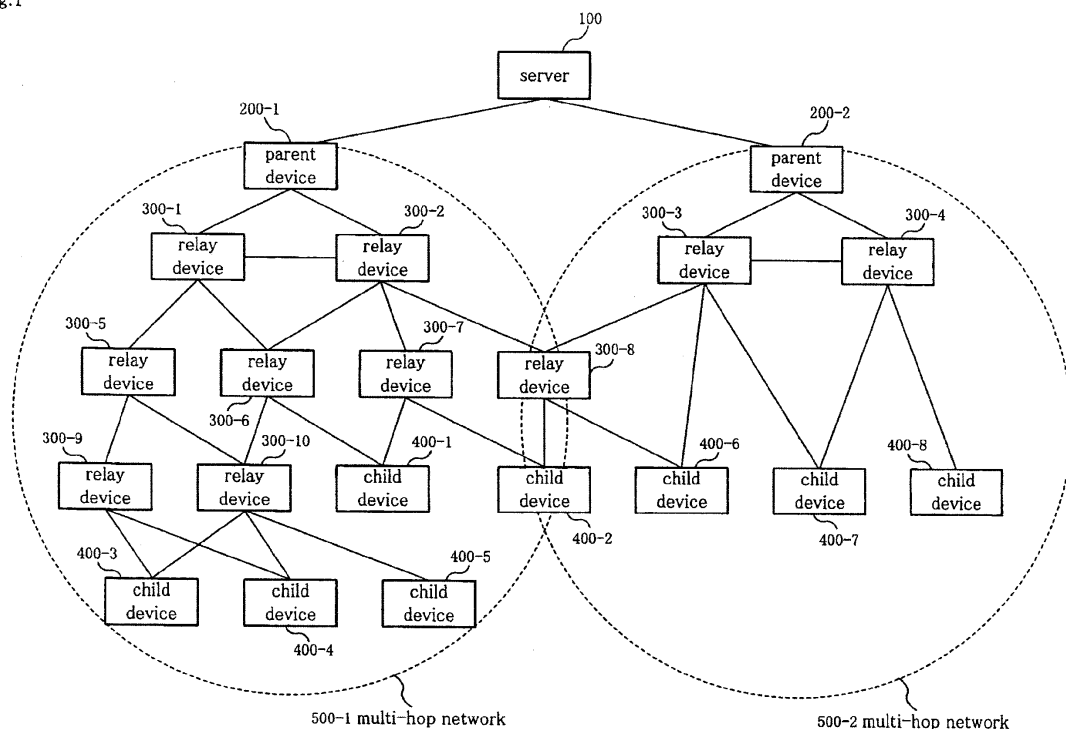 g.1
100
server
200-1
200-2
parent
device
parent
device
300-1
300-2
300-3
300-4
relay
device
relay
device
relay
device
relay
device
300-5
300-7
relay
device
relay
device
relay
device
relay
device
300-8
300-6
300-9
300-10
400-1
400-6
400-8
relay
device
relay
device
child
device
child
device
child
device
child
device
child
device
400-2
400-7
400-3
400-5
child
device
child
device
child
device
400-4
500-1 multi-hop network
500-2 multi-hop network